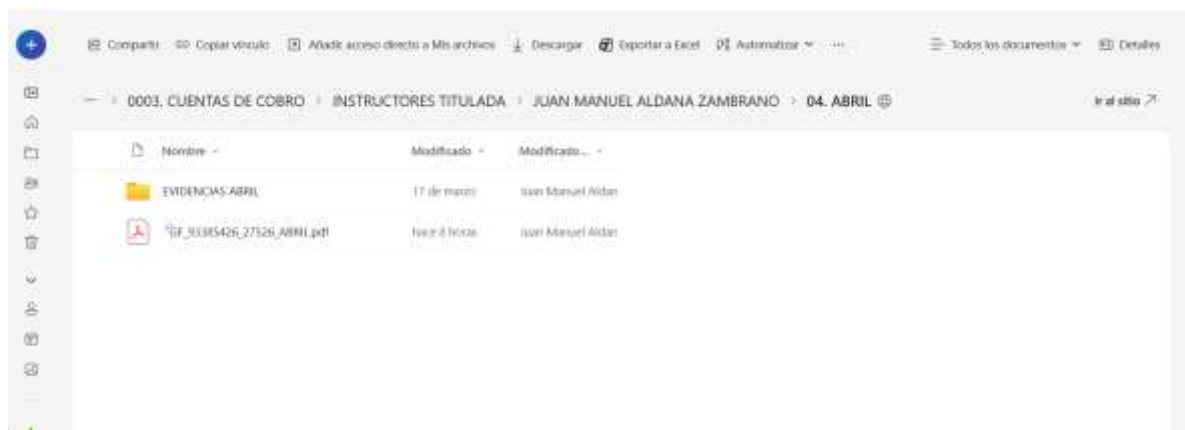 Compartir Copiar vínculo Añadir acceso directo a Mis archivos Descargar Exportar a Excel Automatizar ... Todos los documentos Detalles
0003. CUENTAS DE COBRO > INSTRUCTORES TITULADA > JUAN MANUEL ALDANA ZAMBRANO > 04. ABRIL Ir al sitio
Nombre Modificado Modificado...
EVIDENCIAS ABRIL 17 de marzo Juan Manuel Aldan
GF_93385426_27526_ABRIL.pdf hace 8 horas Juan Manuel Aldan